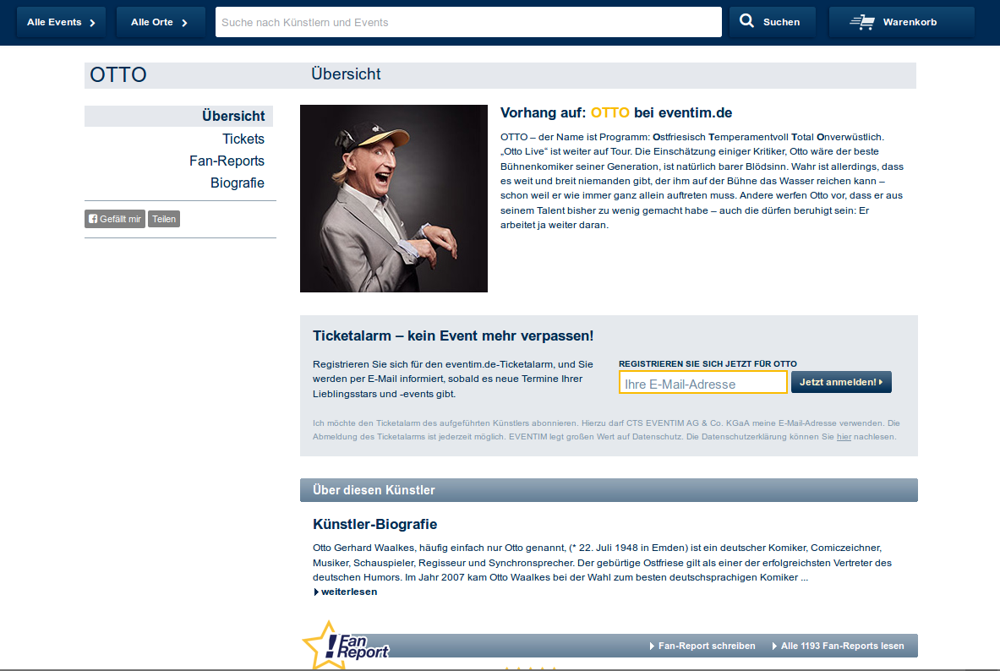 Alle Events
Alle Orte
Suche nach Künstlern und Events
Suchen
Warenkorb
OTTO
Übersicht
Übersicht
Tickets
Fan-Reports
Biografie
Gefällt mir
Teilen
Vorhang auf: OTTO bei eventim.de
OTTO – der Name ist Programm: Ostfriesisch Temperamentvoll Total Onverwüstlich.
„Otto Live“ ist weiter auf Tour. Die Einschätzung einiger Kritiker, Otto wäre der beste
Bühnenkomiker seiner Generation, ist natürlich barer Blödsinn. Wahr ist allerdings, dass
es weit und breit niemanden gibt, der ihm auf der Bühne das Wasser reichen kann –
schon weil er wie immer ganz allein auftreten muss. Andere werfen Otto vor, dass er aus
seinem Talent bisher zu wenig gemacht habe – auch die dürfen beruhigt sein: Er
arbeitet ja weiter daran.
Ticketalarm – kein Event mehr verpassen!
Registrieren Sie sich für den eventim.de-Ticketalarm, und Sie
werden per E-Mail informiert, sobald es neue Termine Ihrer
Lieblingsstars und -events gibt.
REGISTRIEREN SIE SICH JETZT FÜR OTTO
Ihre E-Mail-Adresse
Jetzt anmelden!
Ich möchte den Ticketalarm des aufgeführten Künstlers abonnieren. Hierzu darf CTS EVENTIM AG & Co. KGaA meine E-Mail-Adresse verwenden. Die
Abmeldung des Ticketalarms ist jederzeit möglich. EVENTIM legt großen Wert auf Datenschutz. Die Datenschutzerklärung können Sie hier nachlesen.
Über diesen Künstler
Künstler-Biografie
Otto Gerhard Waalkes, häufig einfach nur Otto genannt, (* 22. Juli 1948 in Emden) ist ein deutscher Komiker, Comiczeichner,
Musiker, Schauspieler, Regisseur und Synchronsprecher. Der gebürtige Ostfriese gilt als einer der erfolgreichsten Vertreter des
deutschen Humors. Im Jahr 2007 kam Otto Waalkes bei der Wahl zum besten deutschsprachigen Komiker ...
weiterlesen
!Fan
Report
Fan-Report schreiben
Alle 1193 Fan-Reports lesen